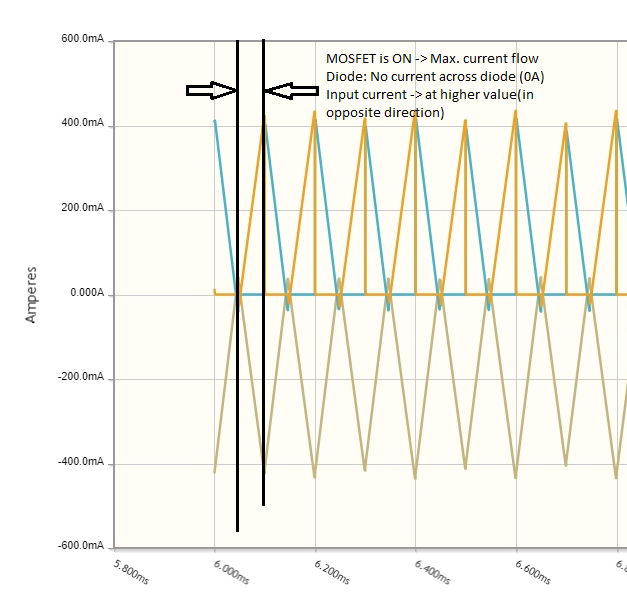 600.0mA
MOSFET is ON -> Max. current flow
Diode: No current across diode (0A)
Input current -> at higher value(in
opposite direction)
400.0mA
200.0mA
0.000A
-200.0mA
-400.0mA
-600.0mA
Amperes
5.800ms
6.000ms
6.200ms
6.400ms
6.600ms